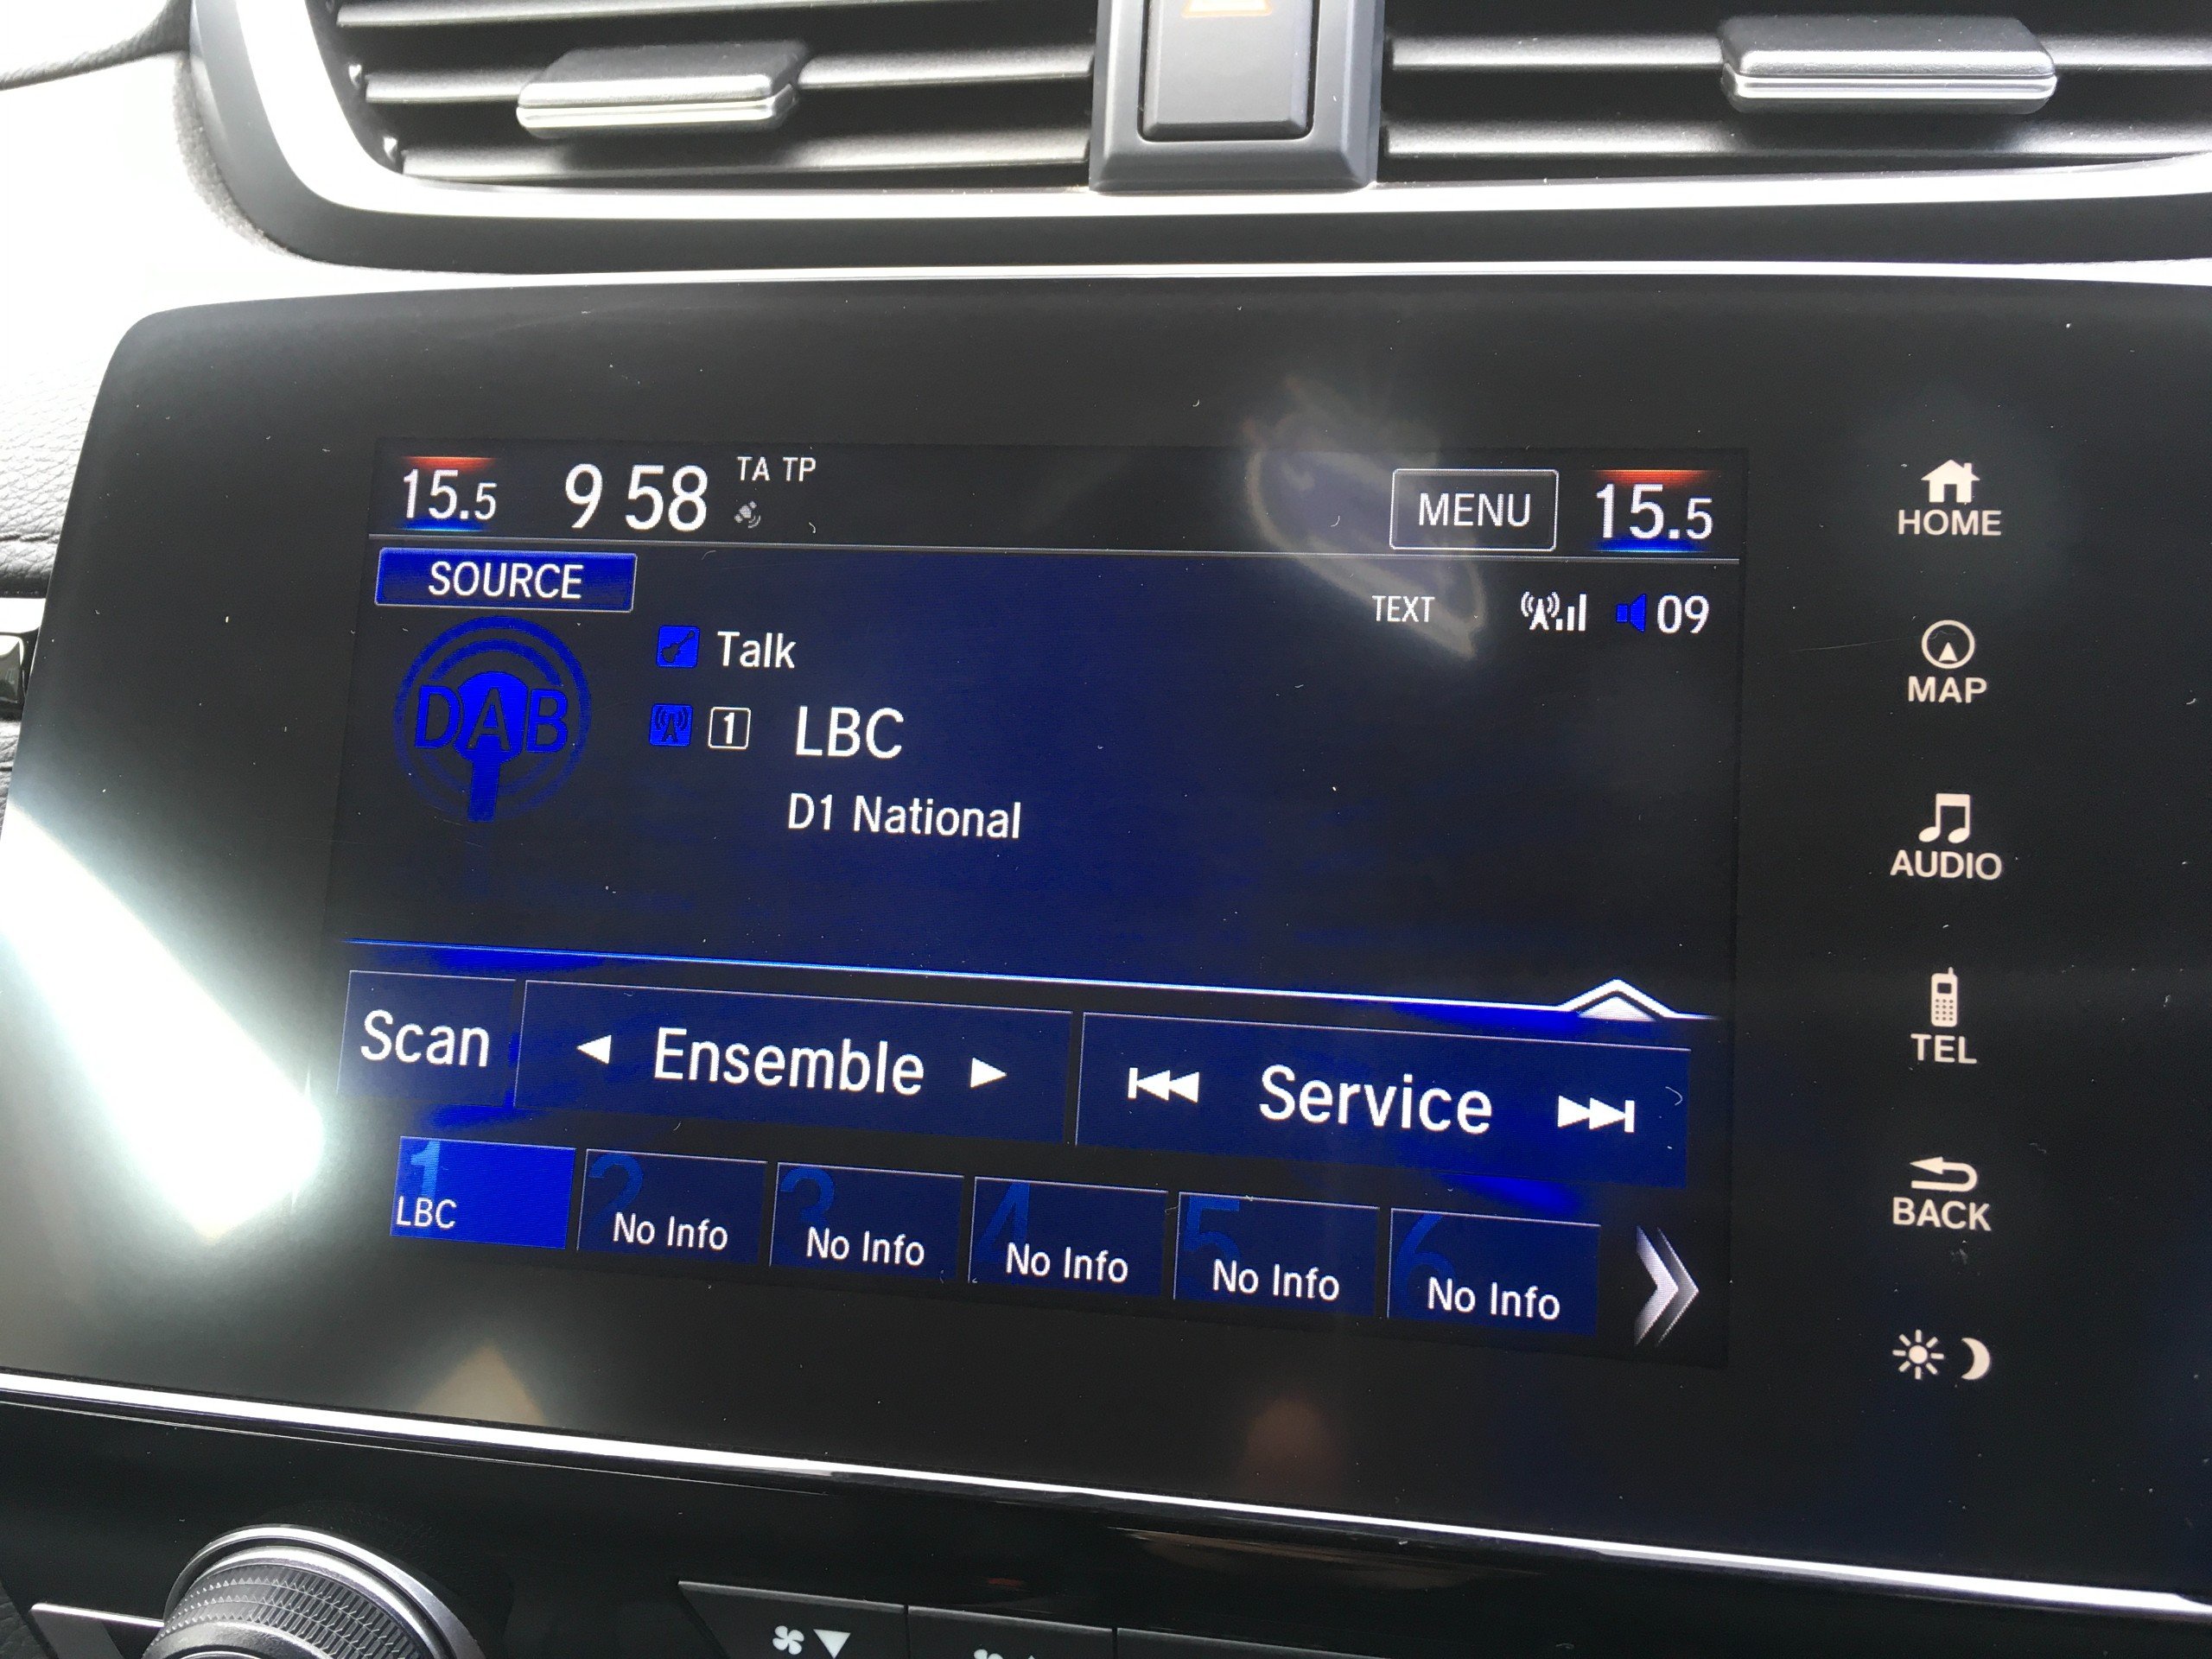 15.5 9 58 TA TP MENU 15.5
SOURCE
TEXT 09
Talk
DAB
1 LBC
D1 National
Scan Ensemble Service
1 LBC
2 No Info
3 No Info
4 No Info
5 No Info
6 No Info
HOME
MAP
AUDIO
TEL
BACK